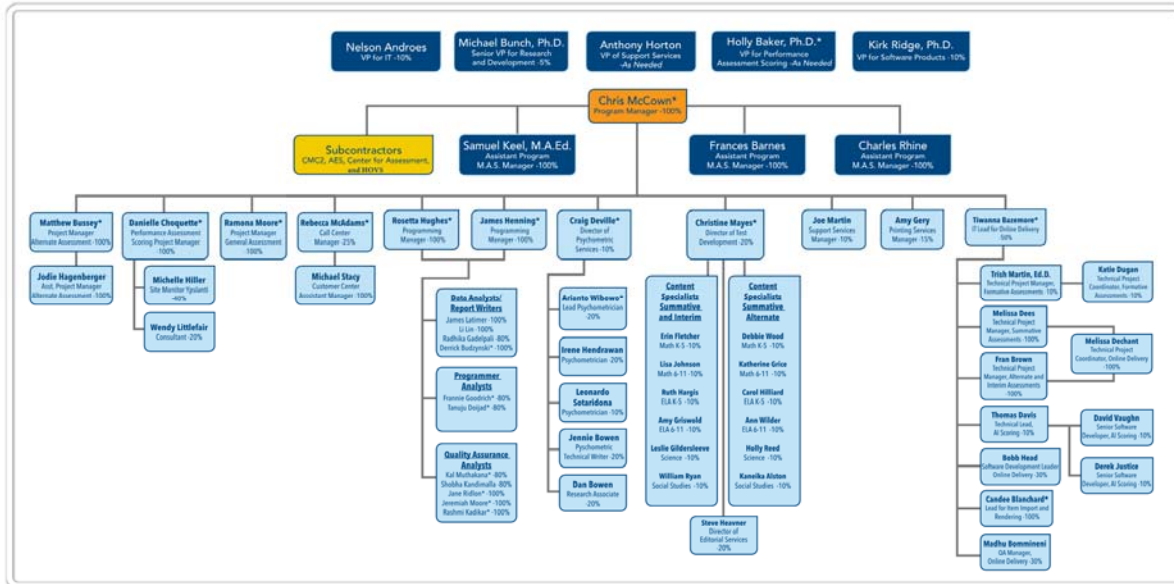 Nelson Androes
VP for IT -10%
Michael Bunch, Ph.D.
Senior VP for Research
and Development -5%
Anthony Horton
VP of Support Services
-As Needed
Holly Baker, Ph.D.*
VP for Performance
Assessment Scoring -As Needed
Kirk Ridge, Ph.D.
VP for Software Products -10%
Chris McCown*
Program Manager -100%
Subcontractors
CMC2, AES, Center for Assessment,
and HOVS
Samuel Keel, M.A.Ed.
Assistant Program
M.A.S. Manager -100%
Frances Barnes
Assistant Program
M.A.S. Manager -100%
Charles Rhine
Assistant Program
M.A.S. Manager -100%
Matthew Bussey*
Project Manager
Alternate Assessment -100%
Jodie Hagenberger
Asst. Project Manager
Alternate Assessment -100%
Danielle Choquette*
Performance Assessment
Scoring Project Manager
-100%
Michelle Hiller
Site Monitor Ypsilanti
-40%
Wendy Littlefair
Consultant -20%
Ramona Moore*
Project Manager
General Assessment
-100%
Rebecca McAdams*
Call Center
Manager -25%
Michael Stacy
Customer Center
Assistant Manager -100%
Rosetta Hughes*
Programming
Manager -100%
James Henning*
Programming
Manager -100%
Data Analysts/
Report Writers
James Latimer -100%
Li Lin -100%
Radhika Gadelpali -80%
Derrick Budzynski* -100%
Programmer
Analysts
Frannie Goodrich* -80%
Tanuju Doijad* -80%
Quality Assurance
Analysts
Kal Muthakana* -80%
Shobha Kandimalla -80%
Jane Ridlon* -100%
Jeremiah Moore* -100%
Rashmi Kadikar* -100%
Craig Deville*
Director of
Psychometric
Services -10%
Arianto Wibowo*
Lead Psychometrician
-20%
Irene Hendrawan
Psychometrician -20%
Leonardo
Sotaridona
Psychometrician -10%
Jennie Bowen
Pyschometric
Technical Writer -20%
Dan Bowen
Research Associate
-20%
Christine Mayes*
Director of Test
Development -20%
Content
Specialists
Summative
and Interim
Erin Fletcher
Math K-5 -10%
Lisa Johnson
Math 6-11 -10%
Ruth Hargis
ELA K-5 -10%
Amy Griswold
ELA 6-11 -10%
Leslie Gildersleeve
Science -10%
William Ryan
Social Studies -10%
Content
Specialists
Summative
Alternate
Debbie Wood
Math K-5 -10%
Katherine Grice
Math 6-11 -10%
Carol Hilliard
ELA K-5 -10%
Ann Wilder
ELA 6-11 -10%
Holly Reed
Science -10%
Kaneika Alston
Social Studies -10%
Steve Heavner
Director of
Editorial Services
-20%
Joe Martin
Support Services
Manager -10%
Amy Gery
Printing Services
Manager -15%
Tiwanna Bazemore*
IT Lead for Online Delivery
-50%
Trish Martin, Ed.D.
Technical Project Manager,
Formative Assessments -10%
Katie Dugan
Technical Project
Coordinator, Formative
Assessments -10%
Melissa Dees
Technical Project
Manager, Summative
Assessments -100%
Melissa Dechant
Technical Project
Coordinator, Online Delivery
-100%
Fran Brown
Technical Project
Manager, Alternate and
Interim Assessments
-100%
Thomas Davis
Technical Lead,
AI Scoring -10%
David Vaughn
Senior Software
Developer, AI Scoring -10%
Derek Justice
Senior Software
Developer, AI Scoring -10%
Bobb Head
Software Development Leader
Online Delivery -30%
Candee Blanchard*
Lead for Item Import and
Rendering -100%
Madhu Bommineni
QA Manager,
Online Delivery -30%